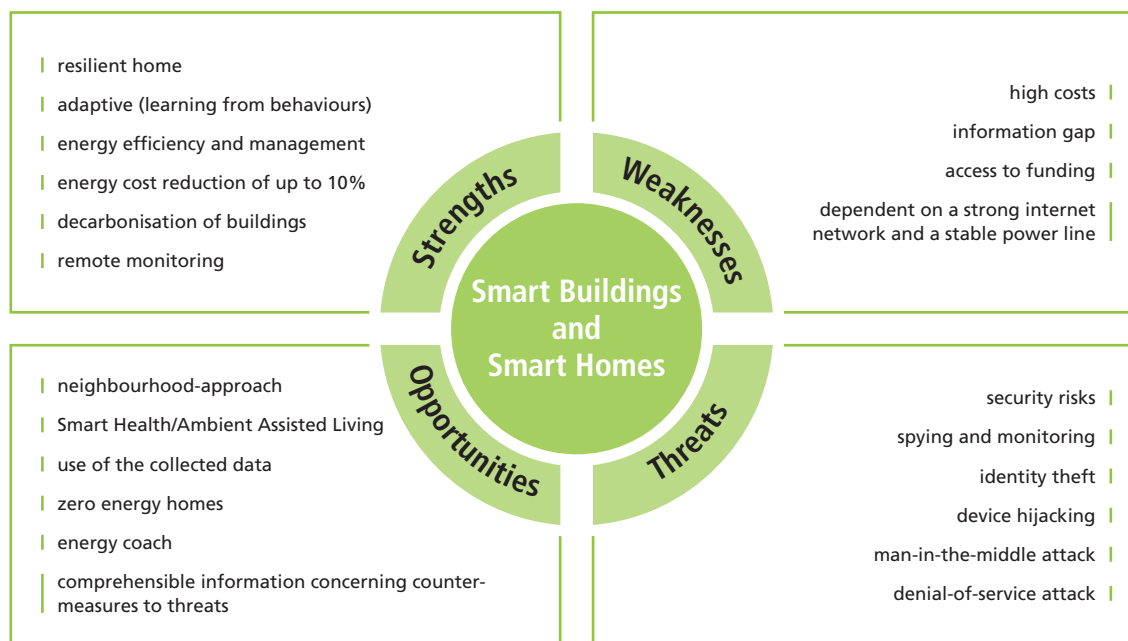 resilient home
adaptive (learning from behaviours)
energy efficiency and management
energy cost reduction of up to 10%
decarbonisation of buildings
remote monitoring
Strengths
Weaknesses
high costs
information gap
access to funding
dependent on a strong internet
network and a stable power line
Smart Buildings
and
Smart Homes
neighbourhood-approach
Smart Health/Ambient Assisted Living
use of the collected data
zero energy homes
energy coach
comprehensible information concerning counter-
measures to threats
Opportunities
Threats
security risks
spying and monitoring
identity theft
device hijacking
man-in-the-middle attack
denial-of-service attack